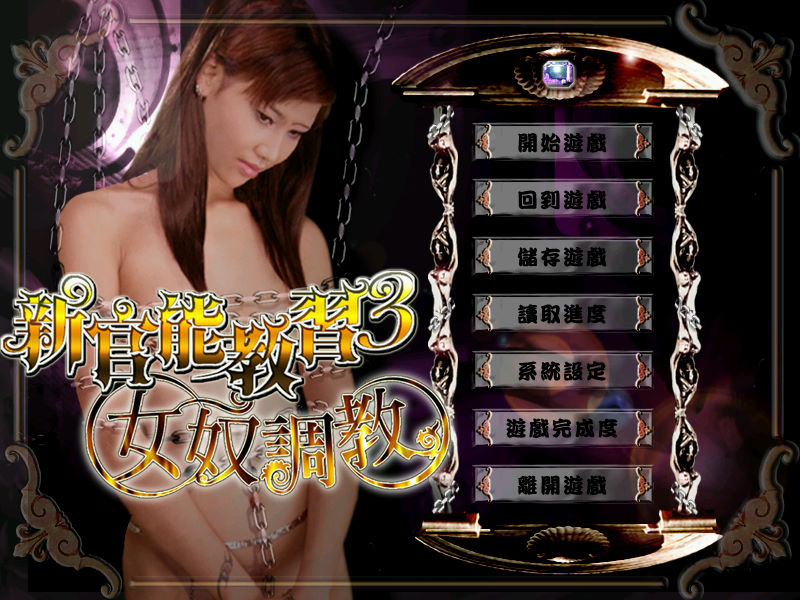 新官能教習3
女奴調教
開始遊戲
回到遊戲
儲存遊戲
讀取進度
系統設定
遊戲完成度
離開遊戲